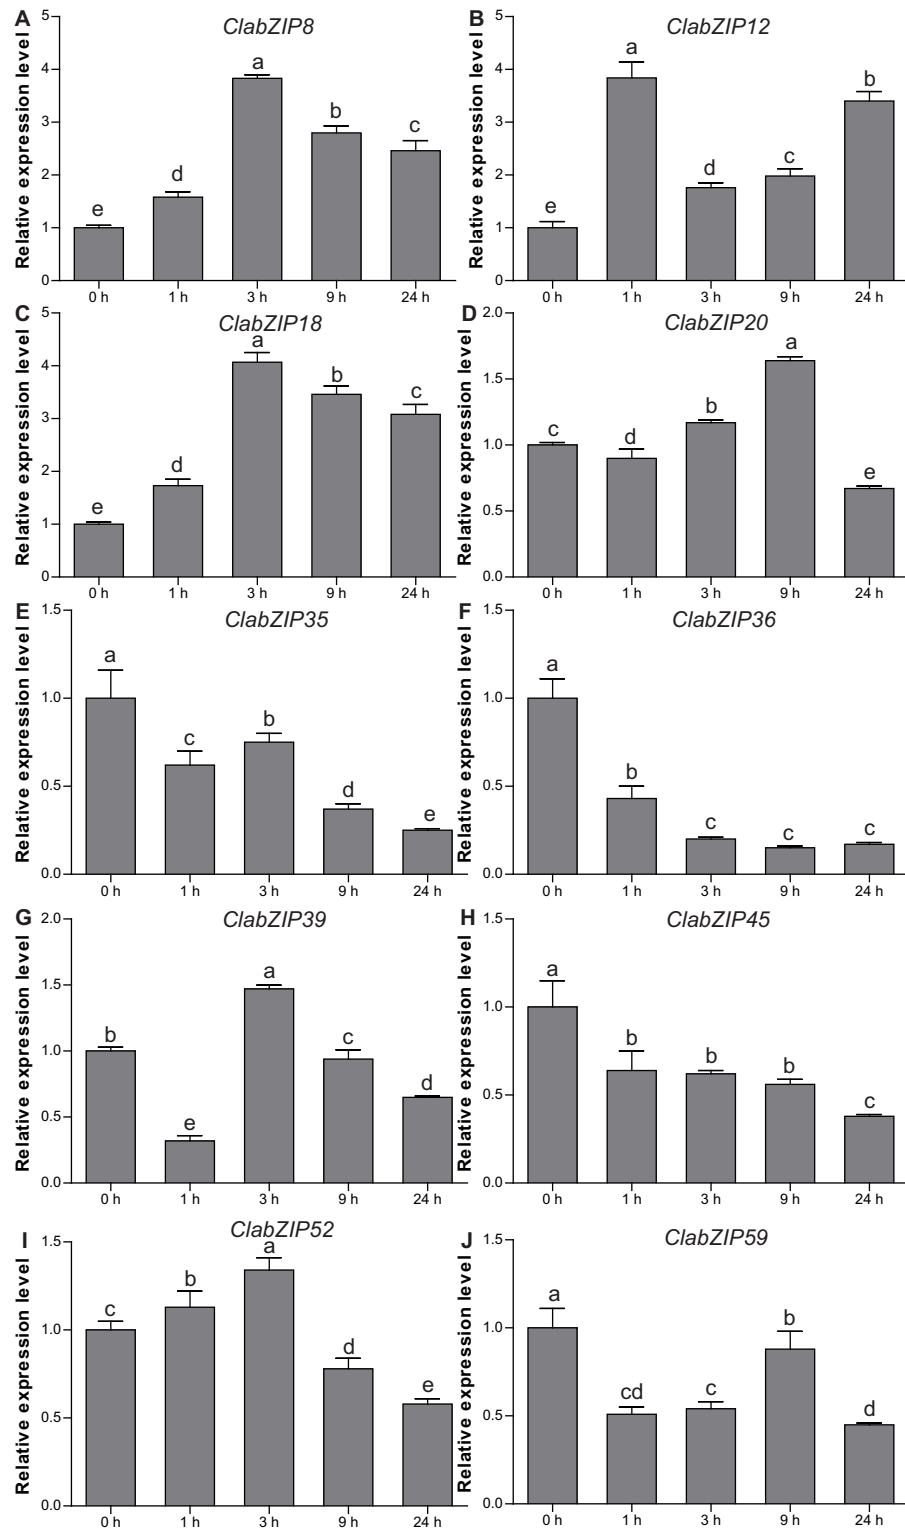 A
ClabZIP8
Relative expression level
5
4
3
2
1
0
e
d
a
b
c
0 h
1 h
3 h
9 h
24 h
B
ClabZIP12
Relative expression level
5
4
3
2
1
0
e
a
d
c
b
0 h
1 h
3 h
9 h
24 h
C
ClabZIP18
Relative expression level
5
4
3
2
1
0
e
d
a
b
c
0 h
1 h
3 h
9 h
24 h
D
ClabZIP20
Relative expression level
2.0
1.5
1.0
0.5
0.0
c
d
b
a
e
0 h
1 h
3 h
9 h
24 h
E
ClabZIP35
Relative expression level
1.5
1.0
0.5
0.0
a
c
b
d
e
0 h
1 h
3 h
9 h
24 h
F
ClabZIP36
Relative expression level
1.5
1.0
0.5
0.0
a
b
c
c
c
0 h
1 h
3 h
9 h
24 h
G
ClabZIP39
Relative expression level
2.0
1.5
1.0
0.5
0.0
b
e
a
c
d
0 h
1 h
3 h
9 h
24 h
H
ClabZIP45
Relative expression level
1.5
1.0
0.5
0.0
a
b
b
b
c
0 h
1 h
3 h
9 h
24 h
I
ClabZIP52
Relative expression level
1.5
1.0
0.5
0.0
c
b
a
d
e
0 h
1 h
3 h
9 h
24 h
J
ClabZIP59
Relative expression level
1.5
1.0
0.5
0.0
a
cd
c
b
d
0 h
1 h
3 h
9 h
24 h